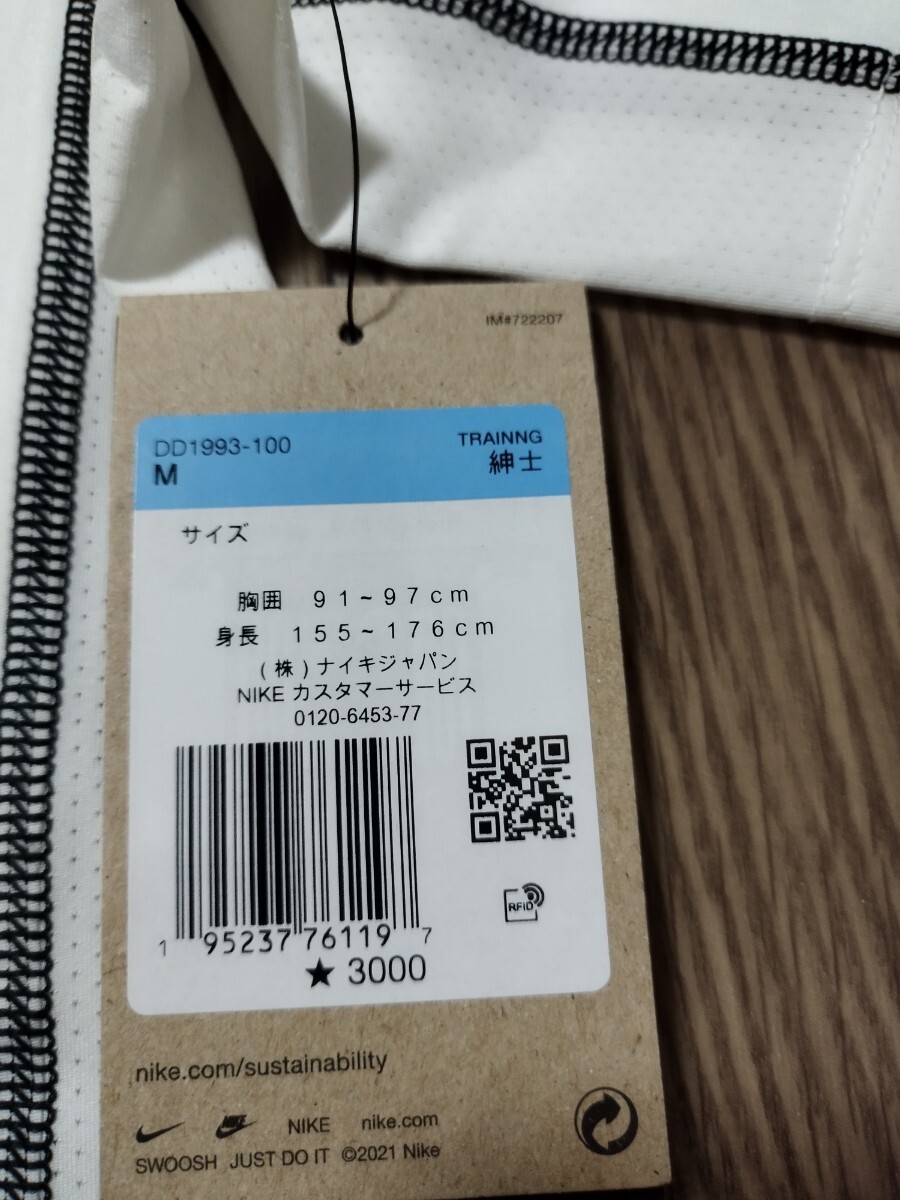 IM#722207
DD1993-100
TRAINNG
M
紳士
サイズ
胸囲 91~97cm
身長 155~176cm
(株)ナイキジャパン
NIKE カスタマーサービス
0120-6453-77
RFID
1 95237 76119 7
★ 3000
nike.com/sustainability
NIKE NIKE nike.com
SWOOSH JUST DO IT ©2021 Nike